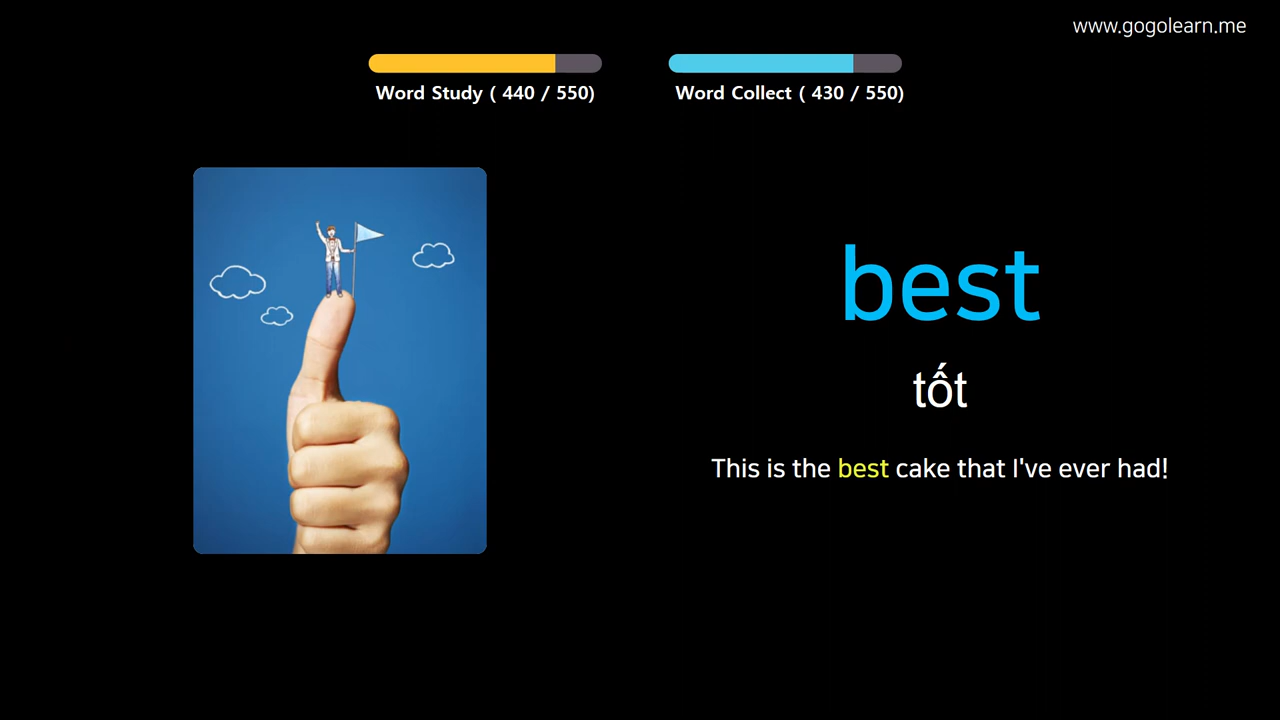 www.gogolearn.me
Word Study ( 440 / 550)
Word Collect ( 430 / 550)
best
tốt
This is the best cake that I've ever had!